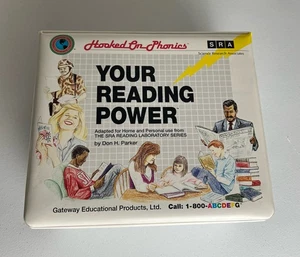 Hooked On Phonics®
SRA
YOUR
READING
POWER
Adapted for Home and Personal use from
THE SRA READING LABORATORY SERIES
by Don H. Parker
Gateway Educational Products, Ltd. Call: 1-800-ABCDEFG